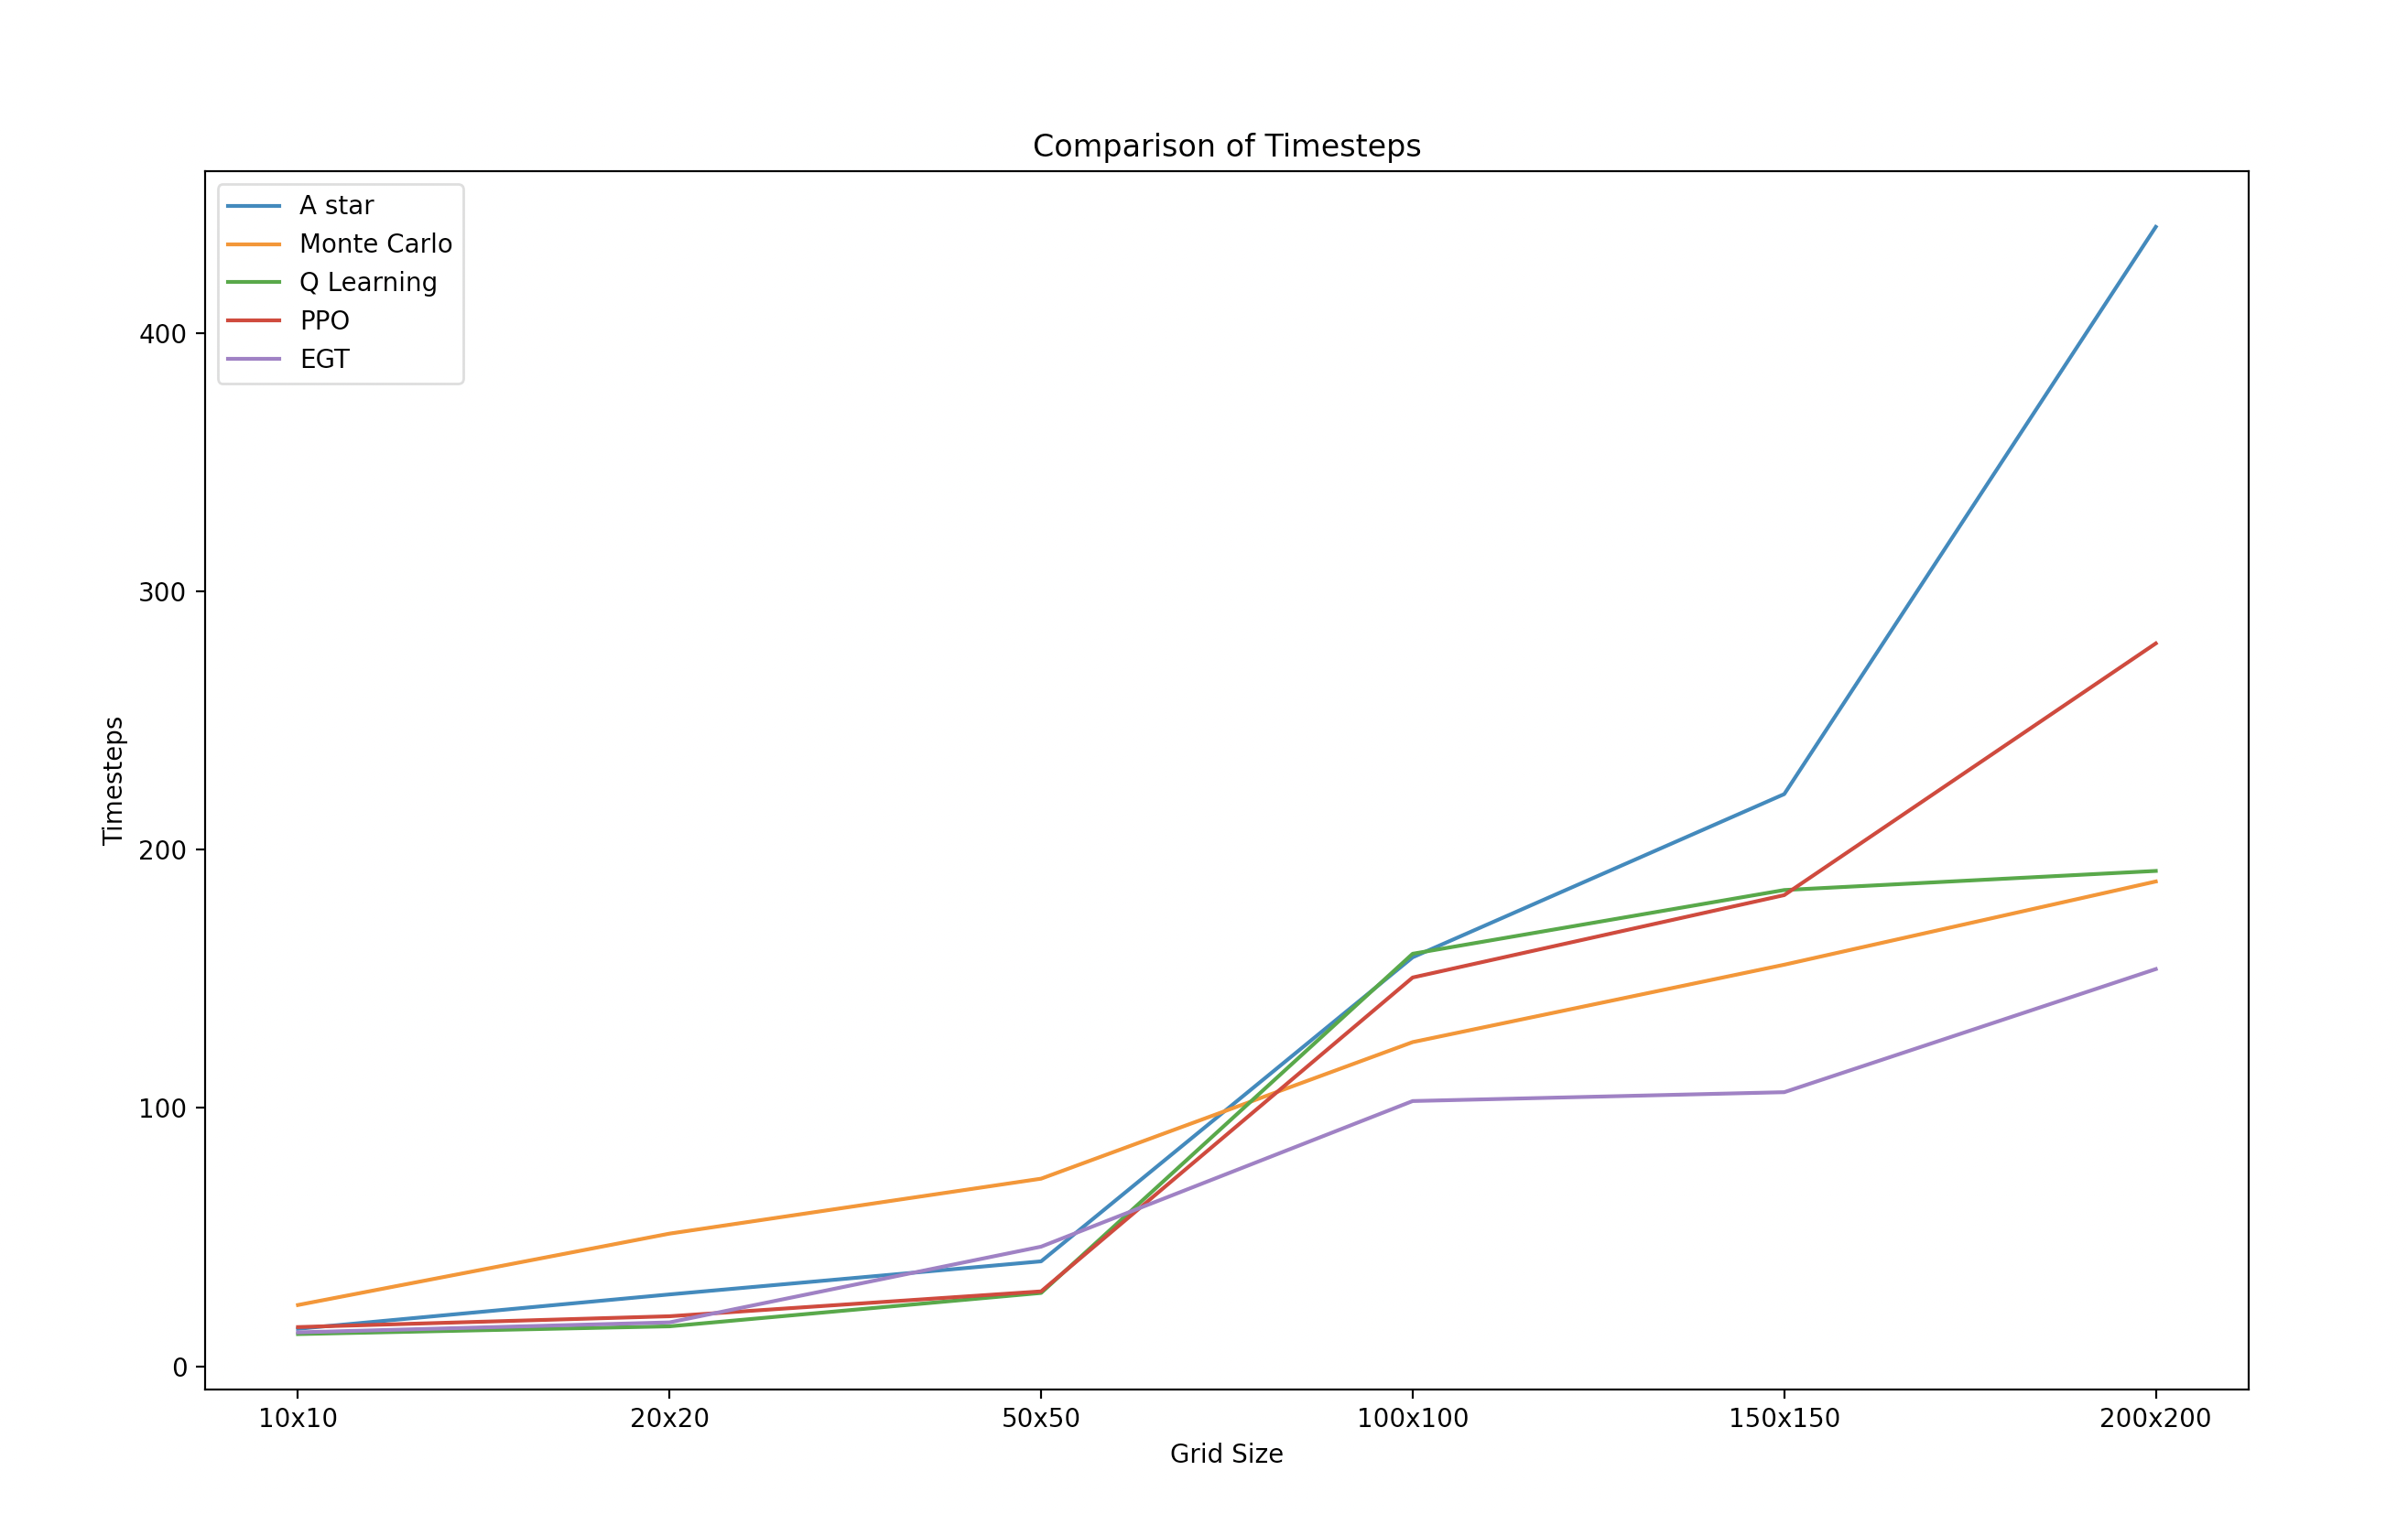 Comparison of Timesteps
A star
Monte Carlo
Q Learning
PPO
EGT
400
300
200
100
0
Timesteps
10x10
20x20
50x50
100x100
150x150
200x200
Grid Size